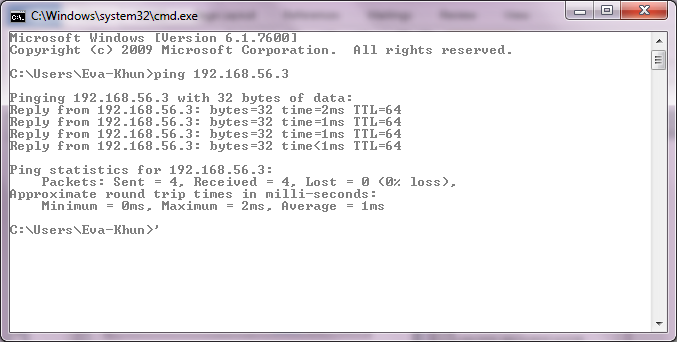 C:\Windows\system32\cmd.exe
Microsoft Windows [Version 6.1.7600]
Copyright (c) 2009 Microsoft Corporation.  All rights reserved.
C:\Users\Eva-Khun>ping 192.168.56.3
Pinging 192.168.56.3 with 32 bytes of data:
Reply from 192.168.56.3: bytes=32 time=2ms TTL=64
Reply from 192.168.56.3: bytes=32 time=1ms TTL=64
Reply from 192.168.56.3: bytes=32 time=1ms TTL=64
Reply from 192.168.56.3: bytes=32 time<1ms TTL=64
Ping statistics for 192.168.56.3:
    Packets: Sent = 4, Received = 4, Lost = 0 (0% loss),
Approximate round trip times in milli-seconds:
    Minimum = 0ms, Maximum = 2ms, Average = 1ms
C:\Users\Eva-Khun>'